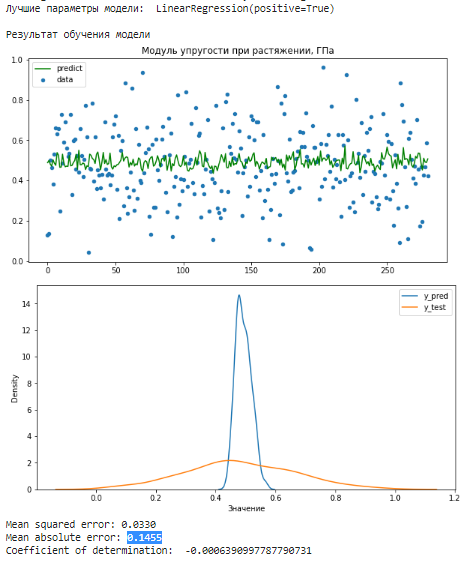 Лучшие параметры модели:  LinearRegression(positive=True)
Результат обучения модели
Модуль упругости при растяжении, ГПа
predict
data
1.0
0.8
0.6
0.4
0.2
0.0
0 50 100 150 200 250
y_pred
y_test
14
12
10
8
6
4
2
0
Density
0.0 0.2 0.4 0.6 0.8 1.0 1.2
Значение
Mean squared error: 0.0330
Mean absolute error: 0.1455
Coefficient of determination:  -0.0006390997787790731